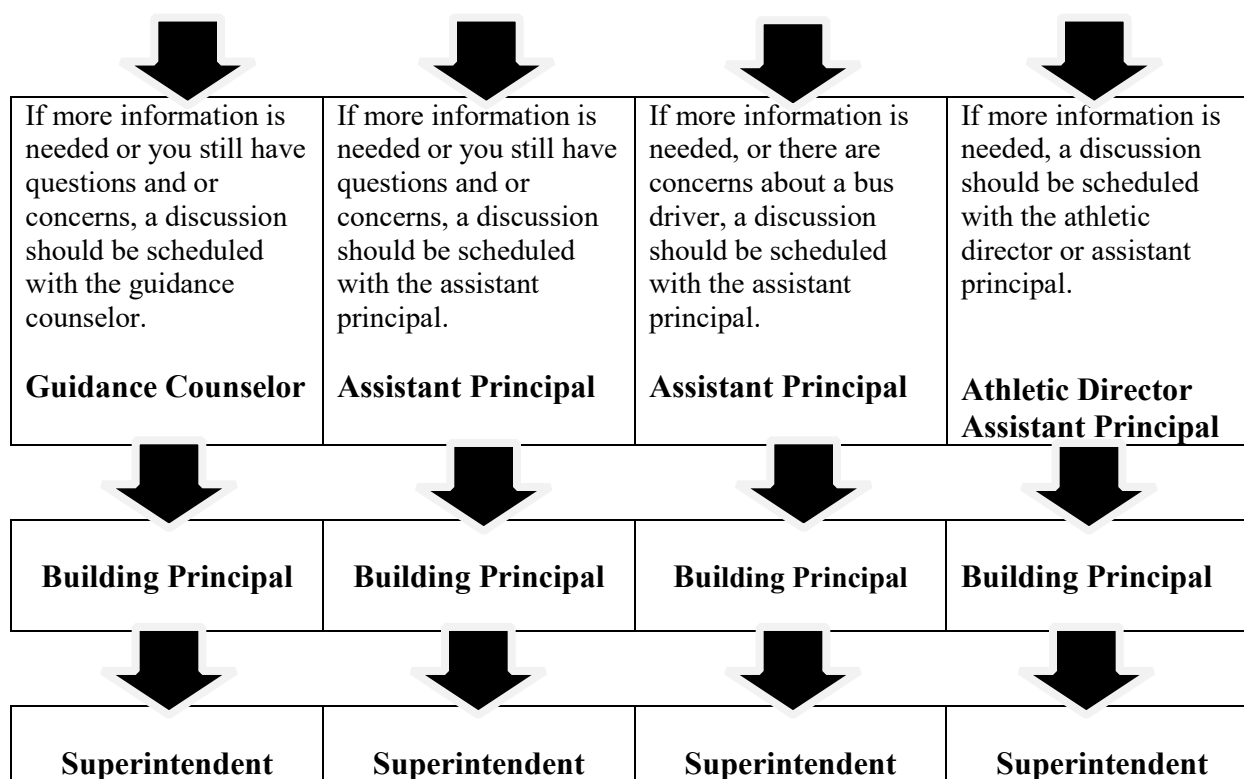 If more information is
needed or you still have
questions and or
concerns, a discussion
should be scheduled
with the guidance
counselor.
Guidance Counselor
If more information is
needed or you still have
questions and or
concerns, a discussion
should be scheduled
with the assistant
principal.
Assistant Principal
If more information is
needed, or there are
concerns about a bus
driver, a discussion
should be scheduled
with the assistant
principal.
Assistant Principal
If more information is
needed, a discussion
should be scheduled
with the athletic
director or assistant
principal.
Athletic Director
Assistant Principal
Building Principal
Building Principal
Building Principal
Building Principal
Superintendent
Superintendent
Superintendent
Superintendent